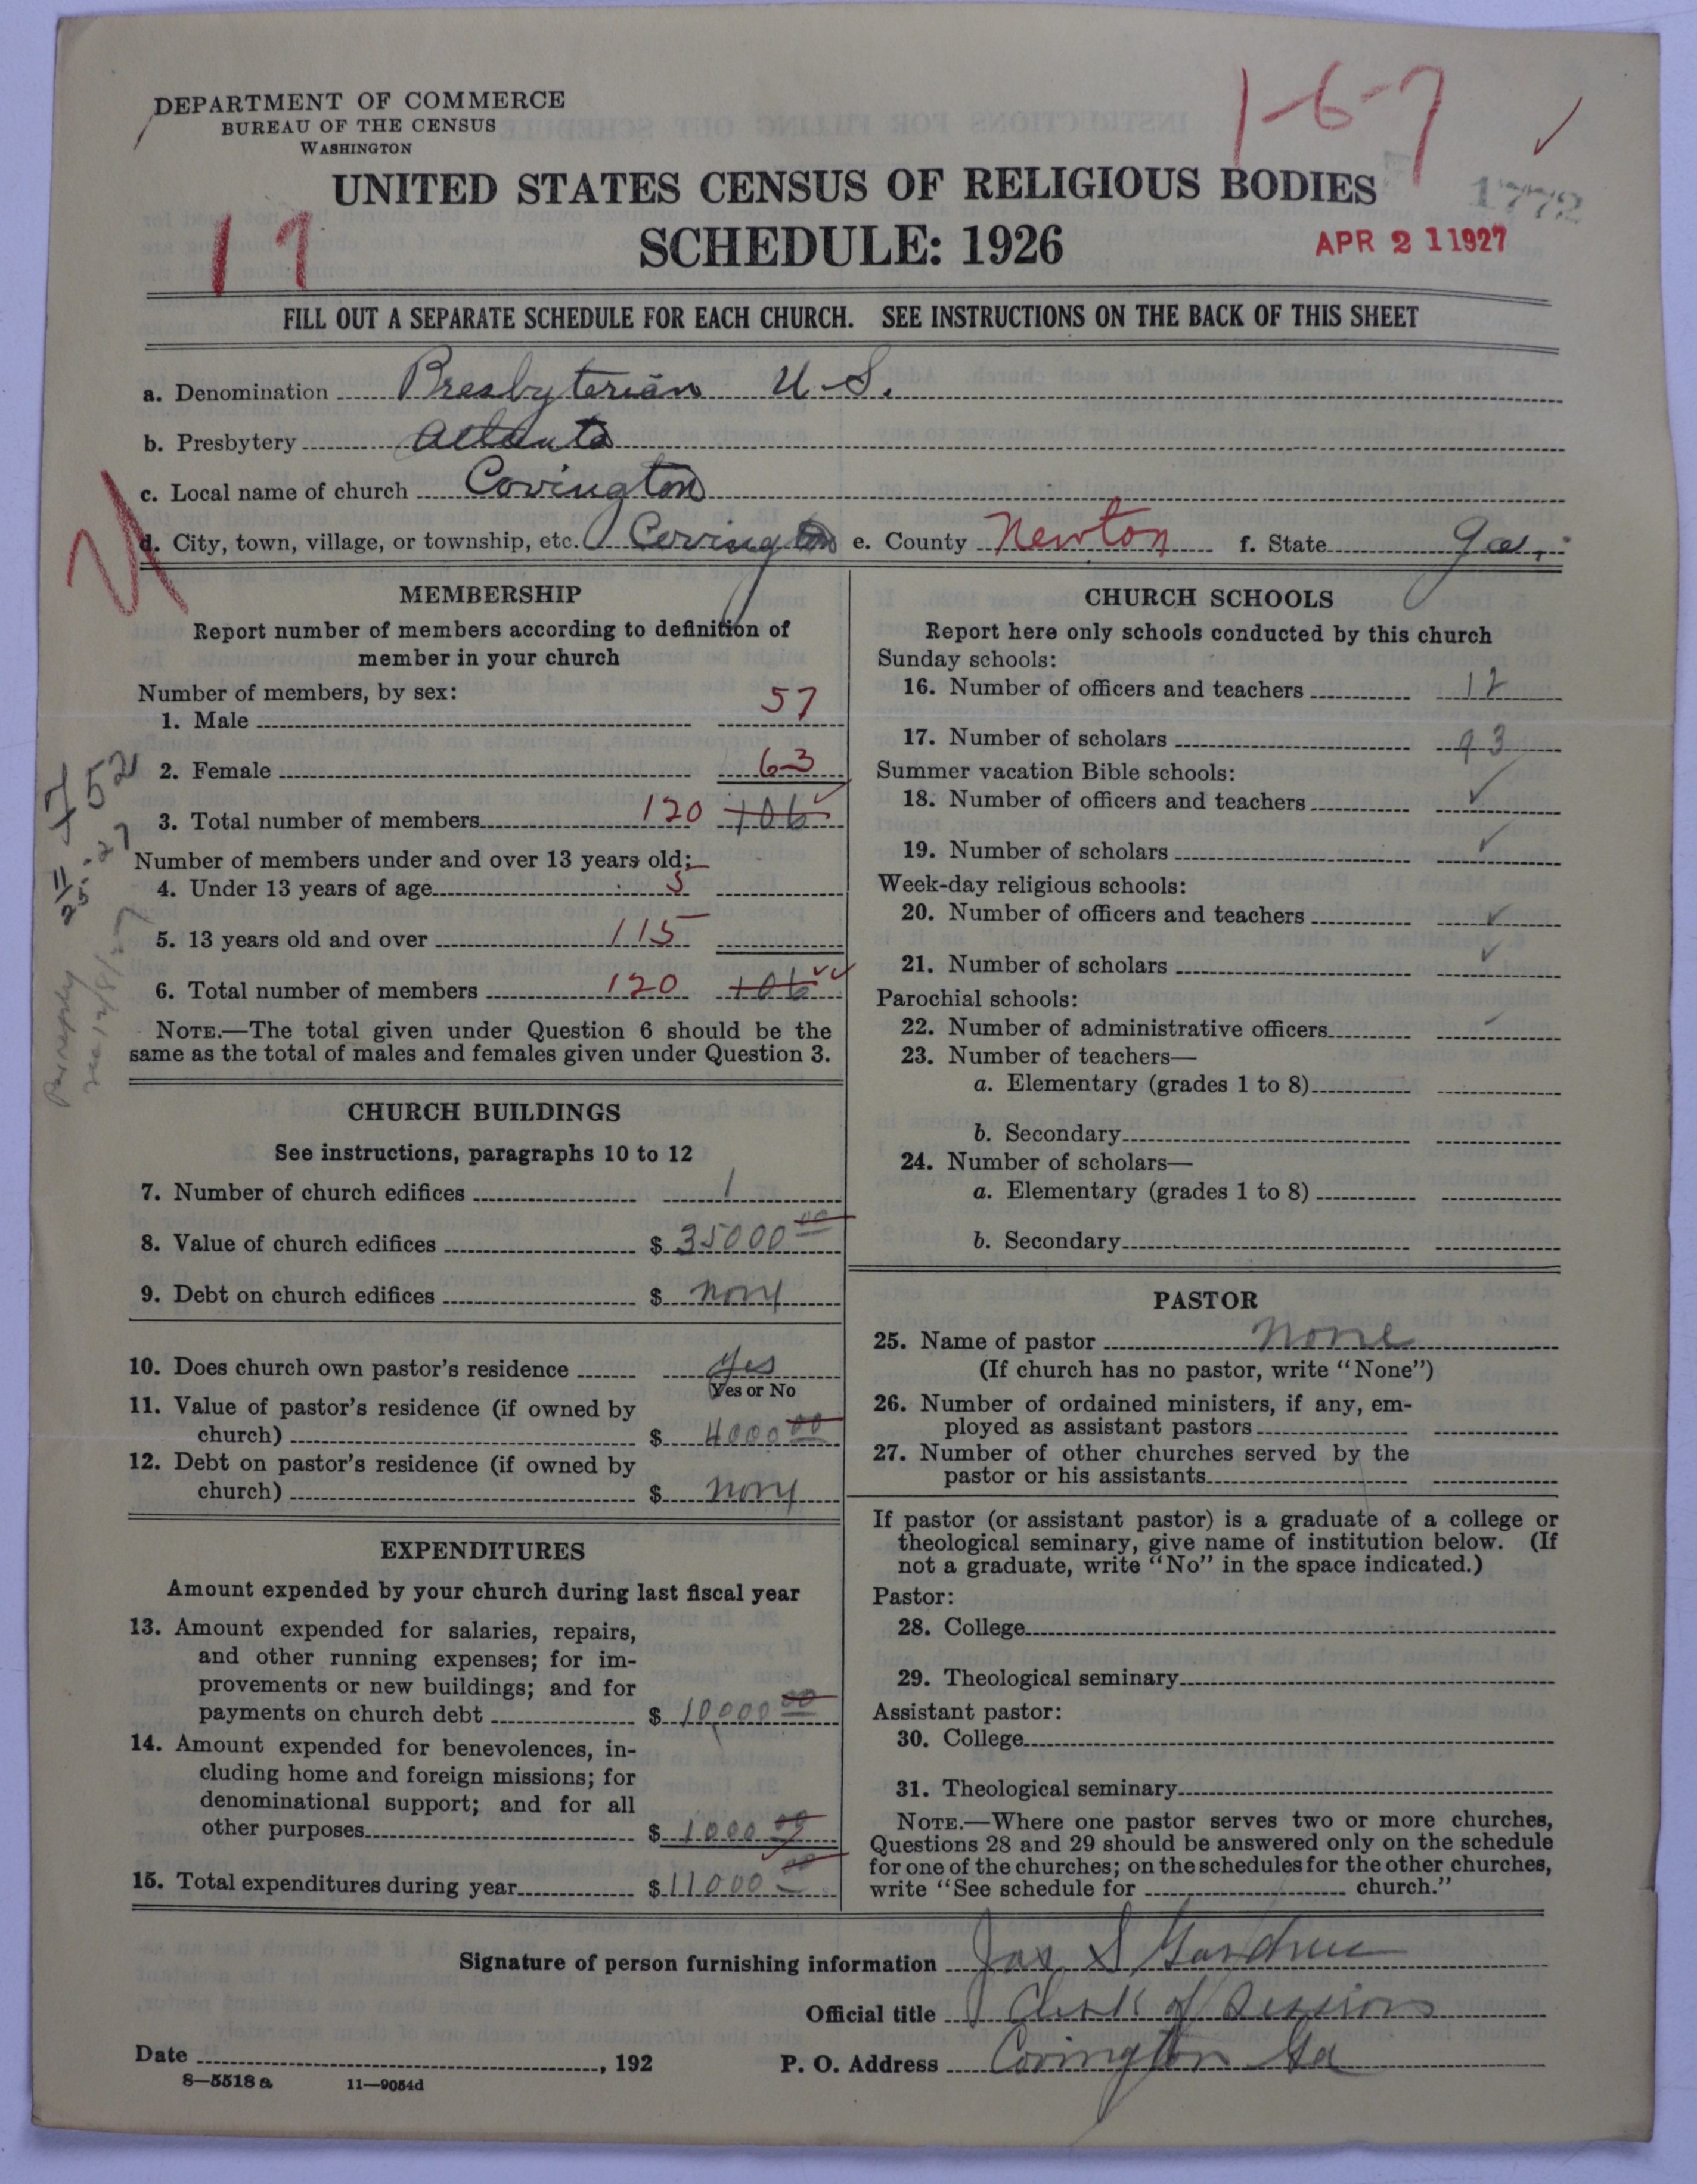 DEPARTMENT OF COMMERCE
BUREAU OF THE CENSUS
WASHINGTON
1-6-7
UNITED STATES CENSUS OF RELIGIOUS BODIES
1772
SCHEDULE: 1926
APR 21 1927
11
FILL OUT A SEPARATE SCHEDULE FOR EACH CHURCH. SEE INSTRUCTIONS ON THE BACK OF THIS SHEET
a. Denomination Presbyterian U.S.
b. Presbytery Atlanta
c. Local name of church Covington
d. City, town, village, or township, etc. Covington e. County Newton f. State Ga.
MEMBERSHIP
Report number of members according to definition of
member in your church
Number of members, by sex:
1. Male 57
2. Female 63
3. Total number of members 120 106
Number of members under and over 13 years old:
4. Under 13 years of age 5
5. 13 years old and over 115
6. Total number of members 120 106
NOTE.—The total given under Question 6 should be the
same as the total of males and females given under Question 3.
CHURCH BUILDINGS
See instructions, paragraphs 10 to 12
7. Number of church edifices 1
8. Value of church edifices $ 35000 00
9. Debt on church edifices $ none
10. Does church own pastor's residence yes
Yes or No
11. Value of pastor's residence (if owned by
church) $ 4000 00
12. Debt on pastor's residence (if owned by
church) $ none
EXPENDITURES
Amount expended by your church during last fiscal year
13. Amount expended for salaries, repairs,
and other running expenses; for im-
provements or new buildings; and for
payments on church debt $ 10000 00
14. Amount expended for benevolences, in-
cluding home and foreign missions; for
denominational support; and for all
other purposes $ 1000 00
15. Total expenditures during year $ 11000 00
CHURCH SCHOOLS
Report here only schools conducted by this church
Sunday schools:
16. Number of officers and teachers 12
17. Number of scholars 93
Summer vacation Bible schools:
18. Number of officers and teachers ✓
19. Number of scholars ✓
Week-day religious schools:
20. Number of officers and teachers ✓
21. Number of scholars ✓
Parochial schools:
22. Number of administrative officers
23. Number of teachers—
a. Elementary (grades 1 to 8)
b. Secondary
24. Number of scholars—
a. Elementary (grades 1 to 8)
b. Secondary
PASTOR
25. Name of pastor None
(If church has no pastor, write "None")
26. Number of ordained ministers, if any, em-
ployed as assistant pastors
27. Number of other churches served by the
pastor or his assistants
If pastor (or assistant pastor) is a graduate of a college or
theological seminary, give name of institution below. (If
not a graduate, write "No" in the space indicated.)
Pastor:
28. College
29. Theological seminary
Assistant pastor:
30. College
31. Theological seminary
NOTE.—Where one pastor serves two or more churches,
Questions 28 and 29 should be answered only on the schedule
for one of the churches; on the schedules for the other churches,
write "See schedule for church."
Signature of person furnishing information Jas. S. Gardner
Official title Clerk of Sessions
Date , 192
P. O. Address Covington Ga
8—5518 a 11—9054d